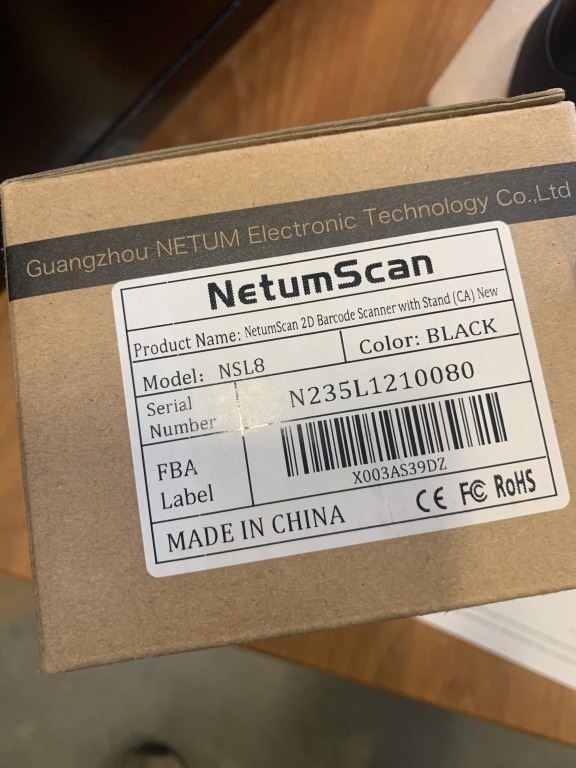 Guangzhou NETUM Electronic Technology Co.,Ltd
NetumScan
Product Name: NetumScan 2D Barcode Scanner with Stand (CA) New
Model: NSL8
Color: BLACK
Serial Number
N235L1210080
FBA Label
X003AS39DZ
MADE IN CHINA
CE FC RoHS